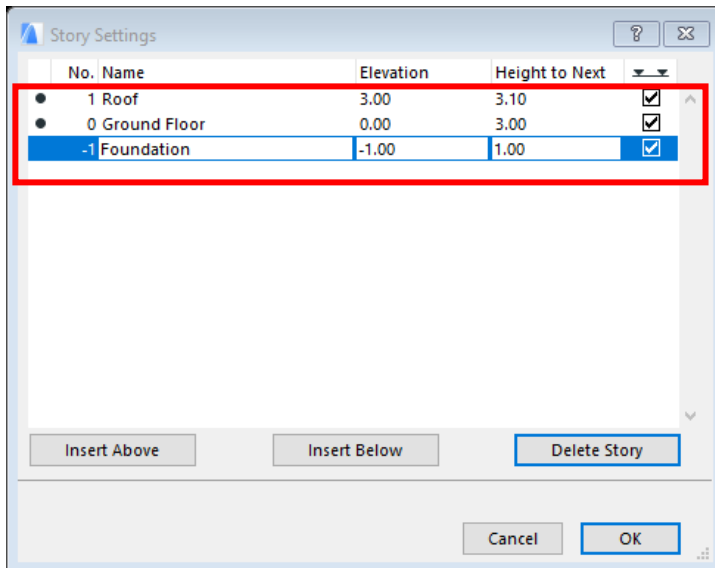 Story Settings
No. Name Elevation Height to Next
1 Roof 3.00 3.10
0 Ground Floor 0.00 3.00
-1 Foundation -1.00 1.00
Insert Above Insert Below Delete Story
Cancel OK